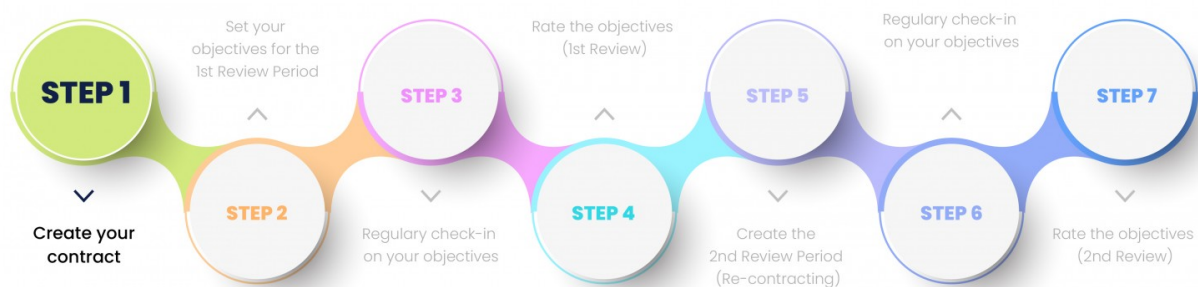 STEP 1
Create your
contract
Set your
objectives for the
1st Review Period
STEP 2
STEP 3
Regulary check-in
on your objectives
Rate the objectives
(1st Review)
STEP 4
STEP 5
Create the
2nd Review Period
(Re-contracting)
Regulary check-in
on your objectives
STEP 6
STEP 7
Rate the objectives
(2nd Review)